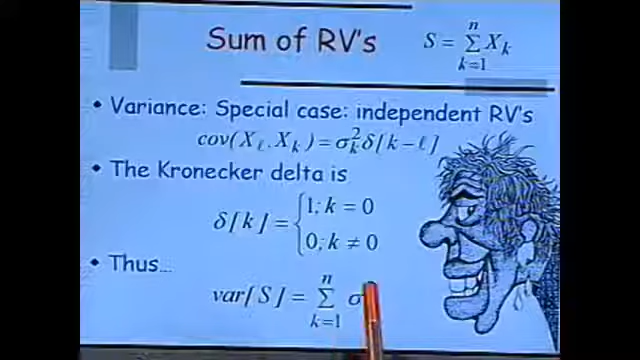 Sum of RV's
S = Σ_{k=1}^{n} X_k
• Variance: Special case: independent RV's
cov(X_ℓ, X_k) = σ_k^2 δ[k−ℓ]
• The Kronecker delta is
δ[k] = { 1; k = 0
0; k ≠ 0
• Thus...
var[S] = Σ_{k=1}^{n} σ